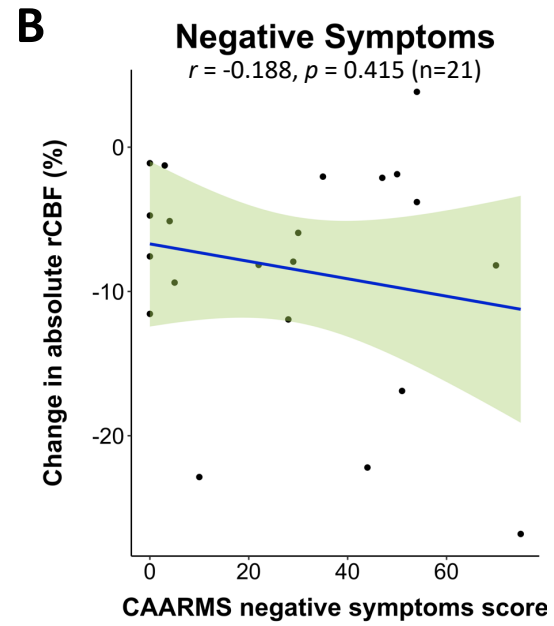 B
Negative Symptoms
r = -0.188, p = 0.415 (n=21)
Change in absolute rCBF (%)
0
-10
-20
0 20 40 60
CAARMS negative symptoms score